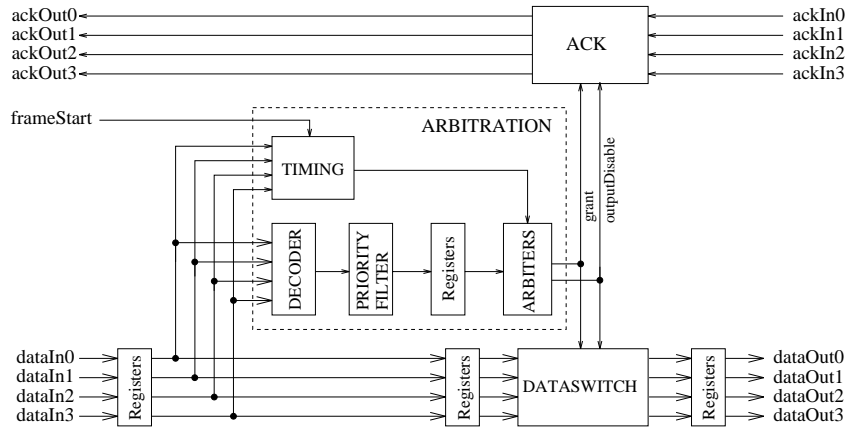 ackOut0
ackOut1
ackOut2
ackOut3
ACK
ackIn0
ackIn1
ackIn2
ackIn3
frameStart
ARBITRATION
TIMING
grant
outputDisable
DECODER
PRIORITY
FILTER
Registers
ARBITERS
dataIn0
dataIn1
dataIn2
dataIn3
Registers
Registers
DATASWITCH
Registers
dataOut0
dataOut1
dataOut2
dataOut3